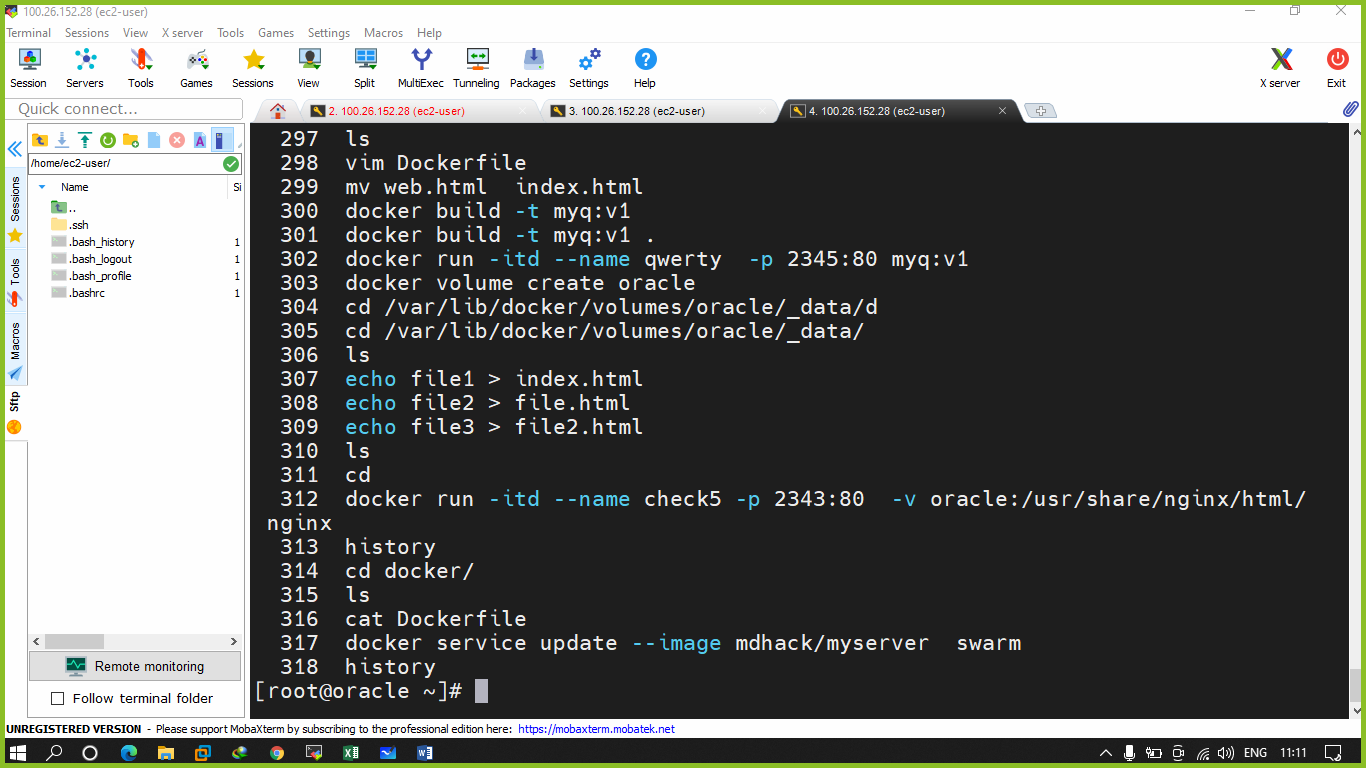 100.26.152.28 (ec2-user)
Terminal Sessions View X server Tools Games Settings Macros Help
Session Servers Tools Games Sessions View Split MultiExec Tunneling Packages Settings Help X server Exit
Quick connect...
2. 100.26.152.28 (ec2-user)
3. 100.26.152.28 (ec2-user)
4. 100.26.152.28 (ec2-user)
/home/ec2-user/
Name Si
..
.ssh
.bash_history 1
.bash_logout 1
.bash_profile 1
.bashrc 1
Sessions
Tools
Macros
Sftp
Remote monitoring
Follow terminal folder
297 ls
298 vim Dockerfile
299 mv web.html index.html
300 docker build -t myq:v1
301 docker build -t myq:v1 .
302 docker run -itd --name qwerty -p 2345:80 myq:v1
303 docker volume create oracle
304 cd /var/lib/docker/volumes/oracle/_data/d
305 cd /var/lib/docker/volumes/oracle/_data/
306 ls
307 echo file1 > index.html
308 echo file2 > file.html
309 echo file3 > file2.html
310 ls
311 cd
312 docker run -itd --name check5 -p 2343:80 -v oracle:/usr/share/nginx/html/
nginx
313 history
314 cd docker/
315 ls
316 cat Dockerfile
317 docker service update --image mdhack/myserver swarm
318 history
[root@oracle ~]#
UNREGISTERED VERSION - Please support MobaXterm by subscribing to the professional edition here: https://mobaxterm.mobatek.net
ENG 11:11